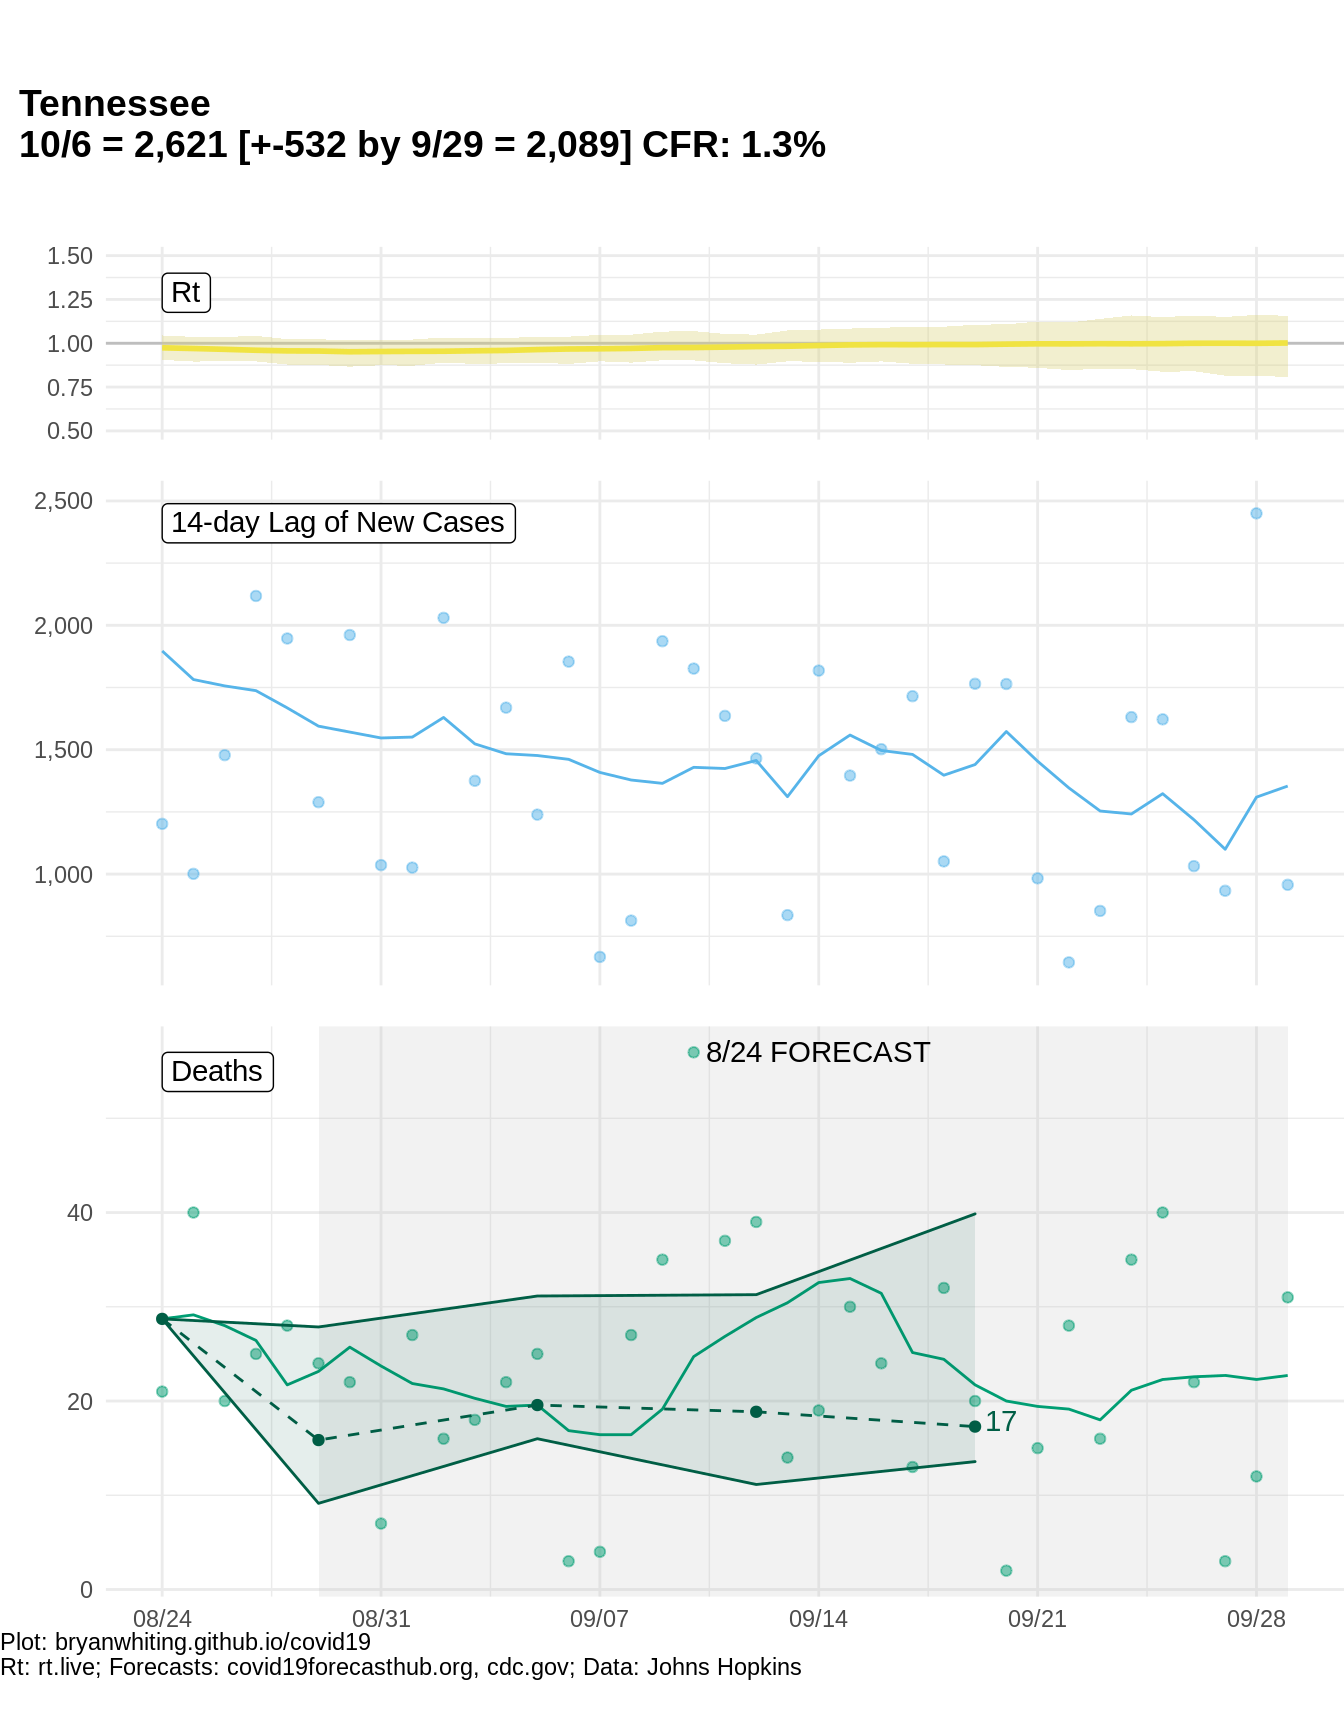 Tennessee
10/6 = 2,621 [+-532 by 9/29 = 2,089] CFR: 1.3%
1.50
Rt
1.25
1.00
0.75
0.50
2,500
14-day Lag of New Cases
2,000
1,500
1,000
8/24 FORECAST
Deaths
40
20
17
0
08/24 08/31 09/07 09/14 09/21 09/28
Plot: bryanwhiting.github.io/covid19
Rt: rt.live; Forecasts: covid19forecasthub.org, cdc.gov; Data: Johns Hopkins